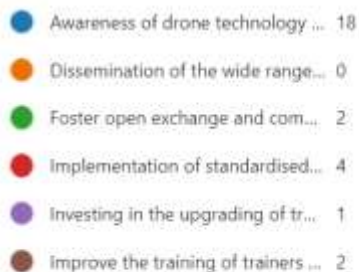 Awareness of drone technology ... 18
Dissemination of the wide range... 0
Foster open exchange and com... 2
Implementation of standardised... 4
Investing in the upgrading of tr... 1
Improve the training of trainers ... 2